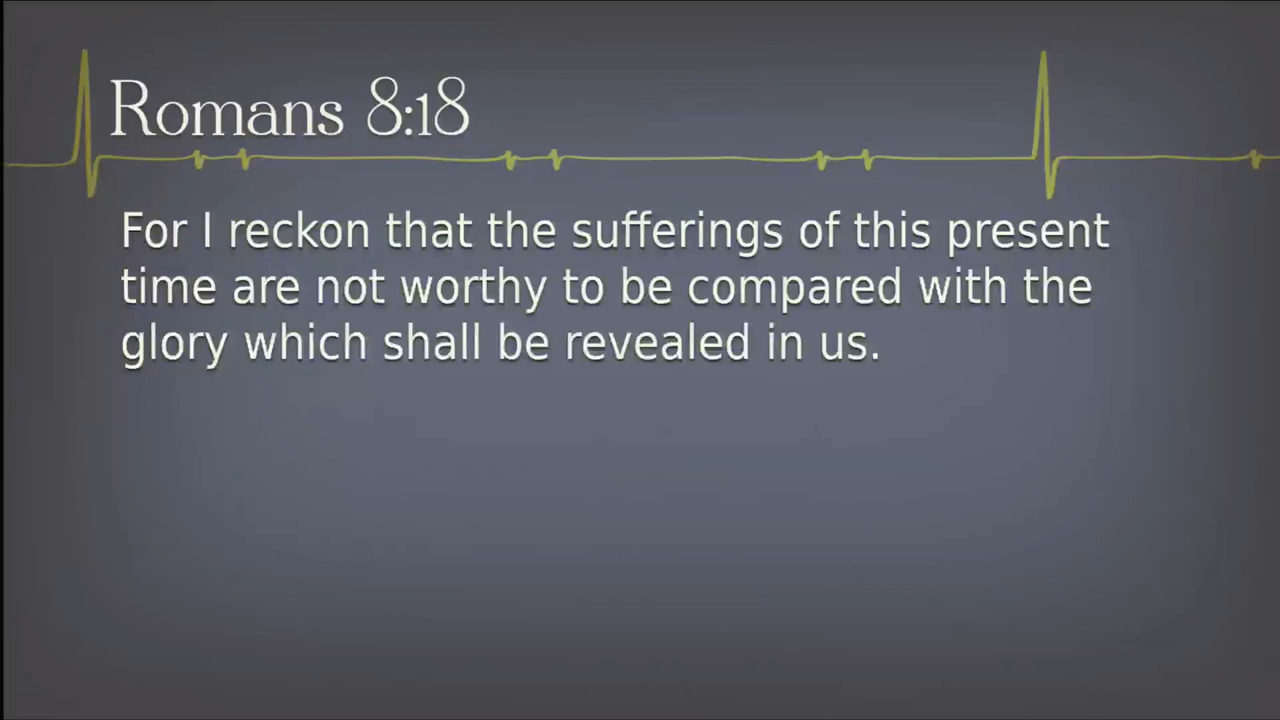 Romans 8:18
For I reckon that the sufferings of this present
time are not worthy to be compared with the
glory which shall be revealed in us.